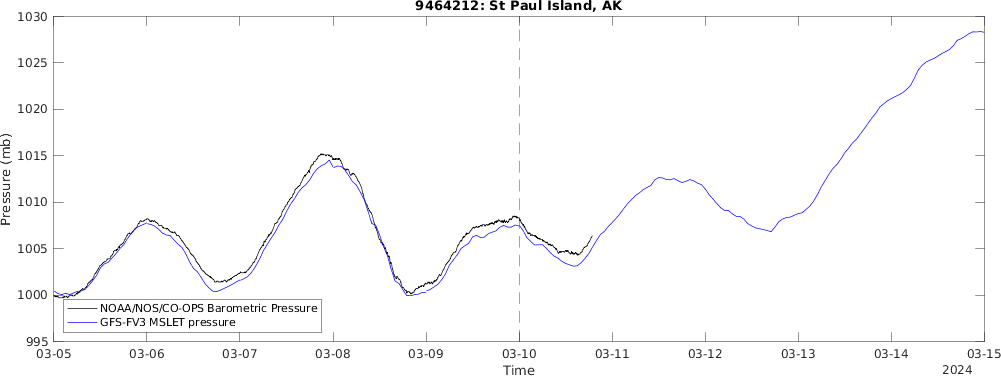 9464212: St Paul Island, AK
1030
1025
1020
1015
1010
1005
1000
995
Pressure (mb)
NOAA/NOS/CO-OPS Barometric Pressure
GFS-FV3 MSLET pressure
03-05 03-06 03-07 03-08 03-09 03-10 03-11 03-12 03-13 03-14 03-15
Time
2024